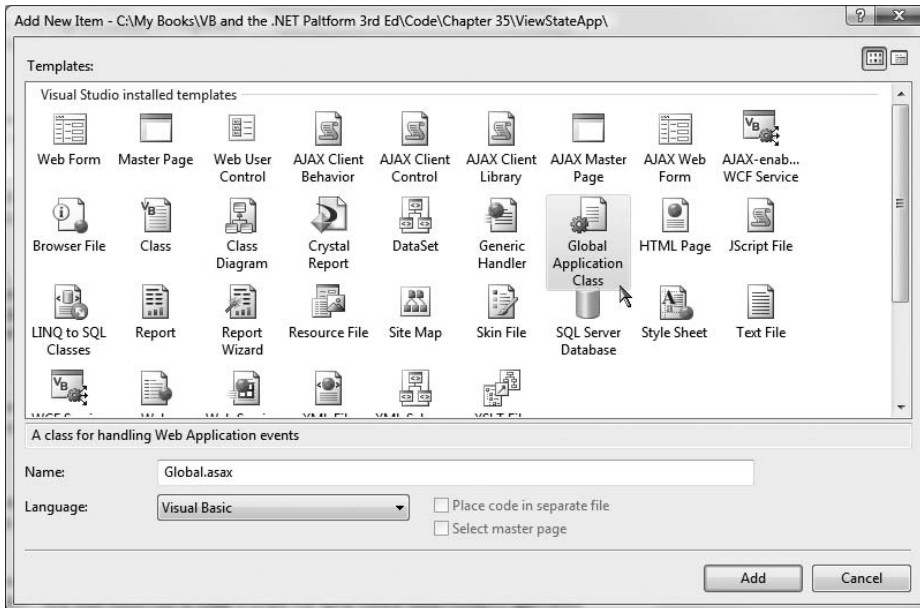 Add New Item - C:\My Books\VB and the .NET Paltform 3rd Ed\Code\Chapter 35\ViewStateApp\
Templates:
Visual Studio installed templates
Web Form
Master Page
Web User
Control
AJAX Client
Behavior
AJAX Client
Control
AJAX Client
Library
AJAX Master
Page
AJAX Web
Form
AJAX-enab...
WCF Service
Browser File
Class
Class
Diagram
Crystal
Report
DataSet
Generic
Handler
Global
Application
Class
HTML Page
JScript File
LINQ to SQL
Classes
Report
Report
Wizard
Resource File
Site Map
Skin File
SQL Server
Database
Style Sheet
Text File
A class for handling Web Application events
Name:
Global.asax
Language:
Visual Basic
Place code in separate file
Select master page
Add
Cancel